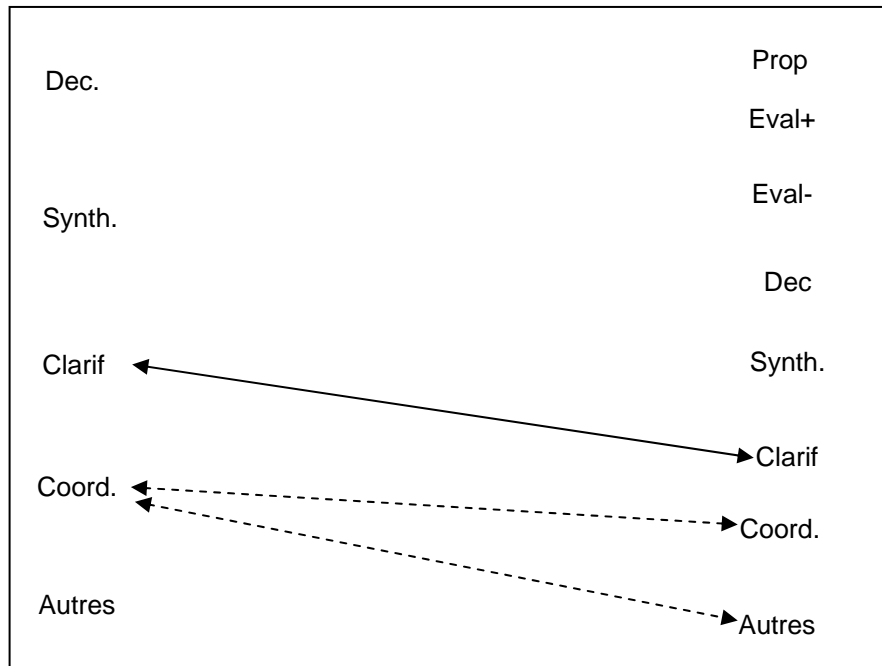 Dec.
Synth.
Clarif
Coord.
Autres
Prop
Eval+
Eval-
Dec
Synth.
Clarif
Coord.
Autres